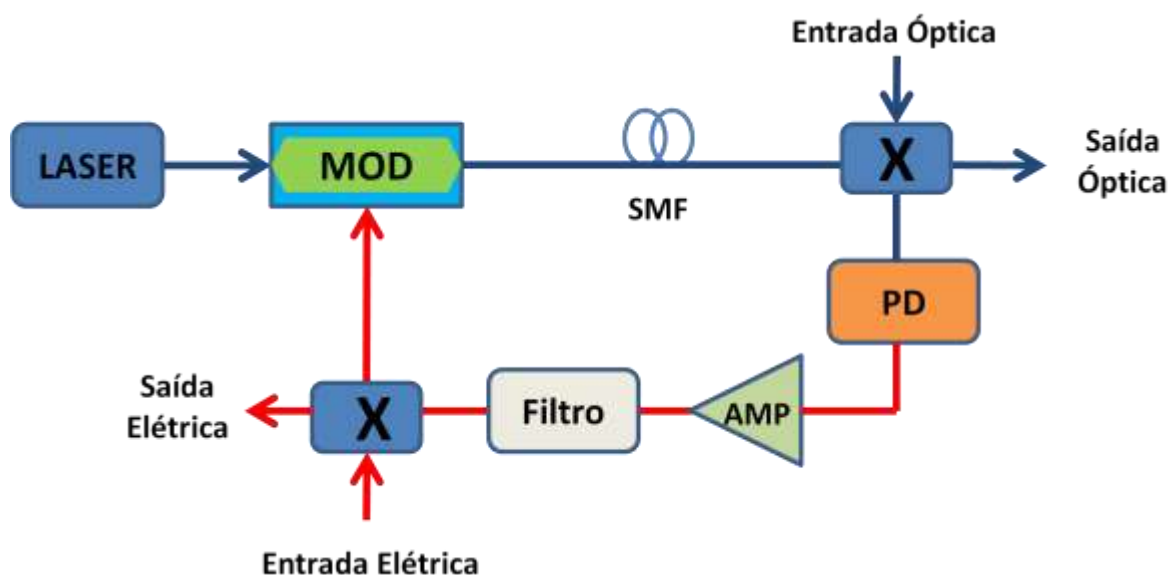 Entrada Óptica
LASER
MOD
X
Saída
Óptica
SMF
PD
Saída
Elétrica
X
Filtro
AMP
Entrada Elétrica